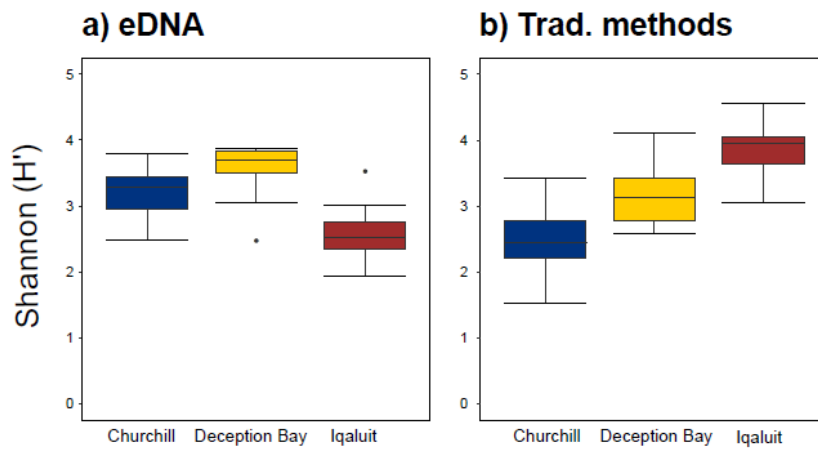 a) eDNA
b) Trad. methods
Shannon (H')
5
4
3
2
1
0
Churchill Deception Bay Iqaluit
5
4
3
2
1
0
Churchill Deception Bay Iqaluit